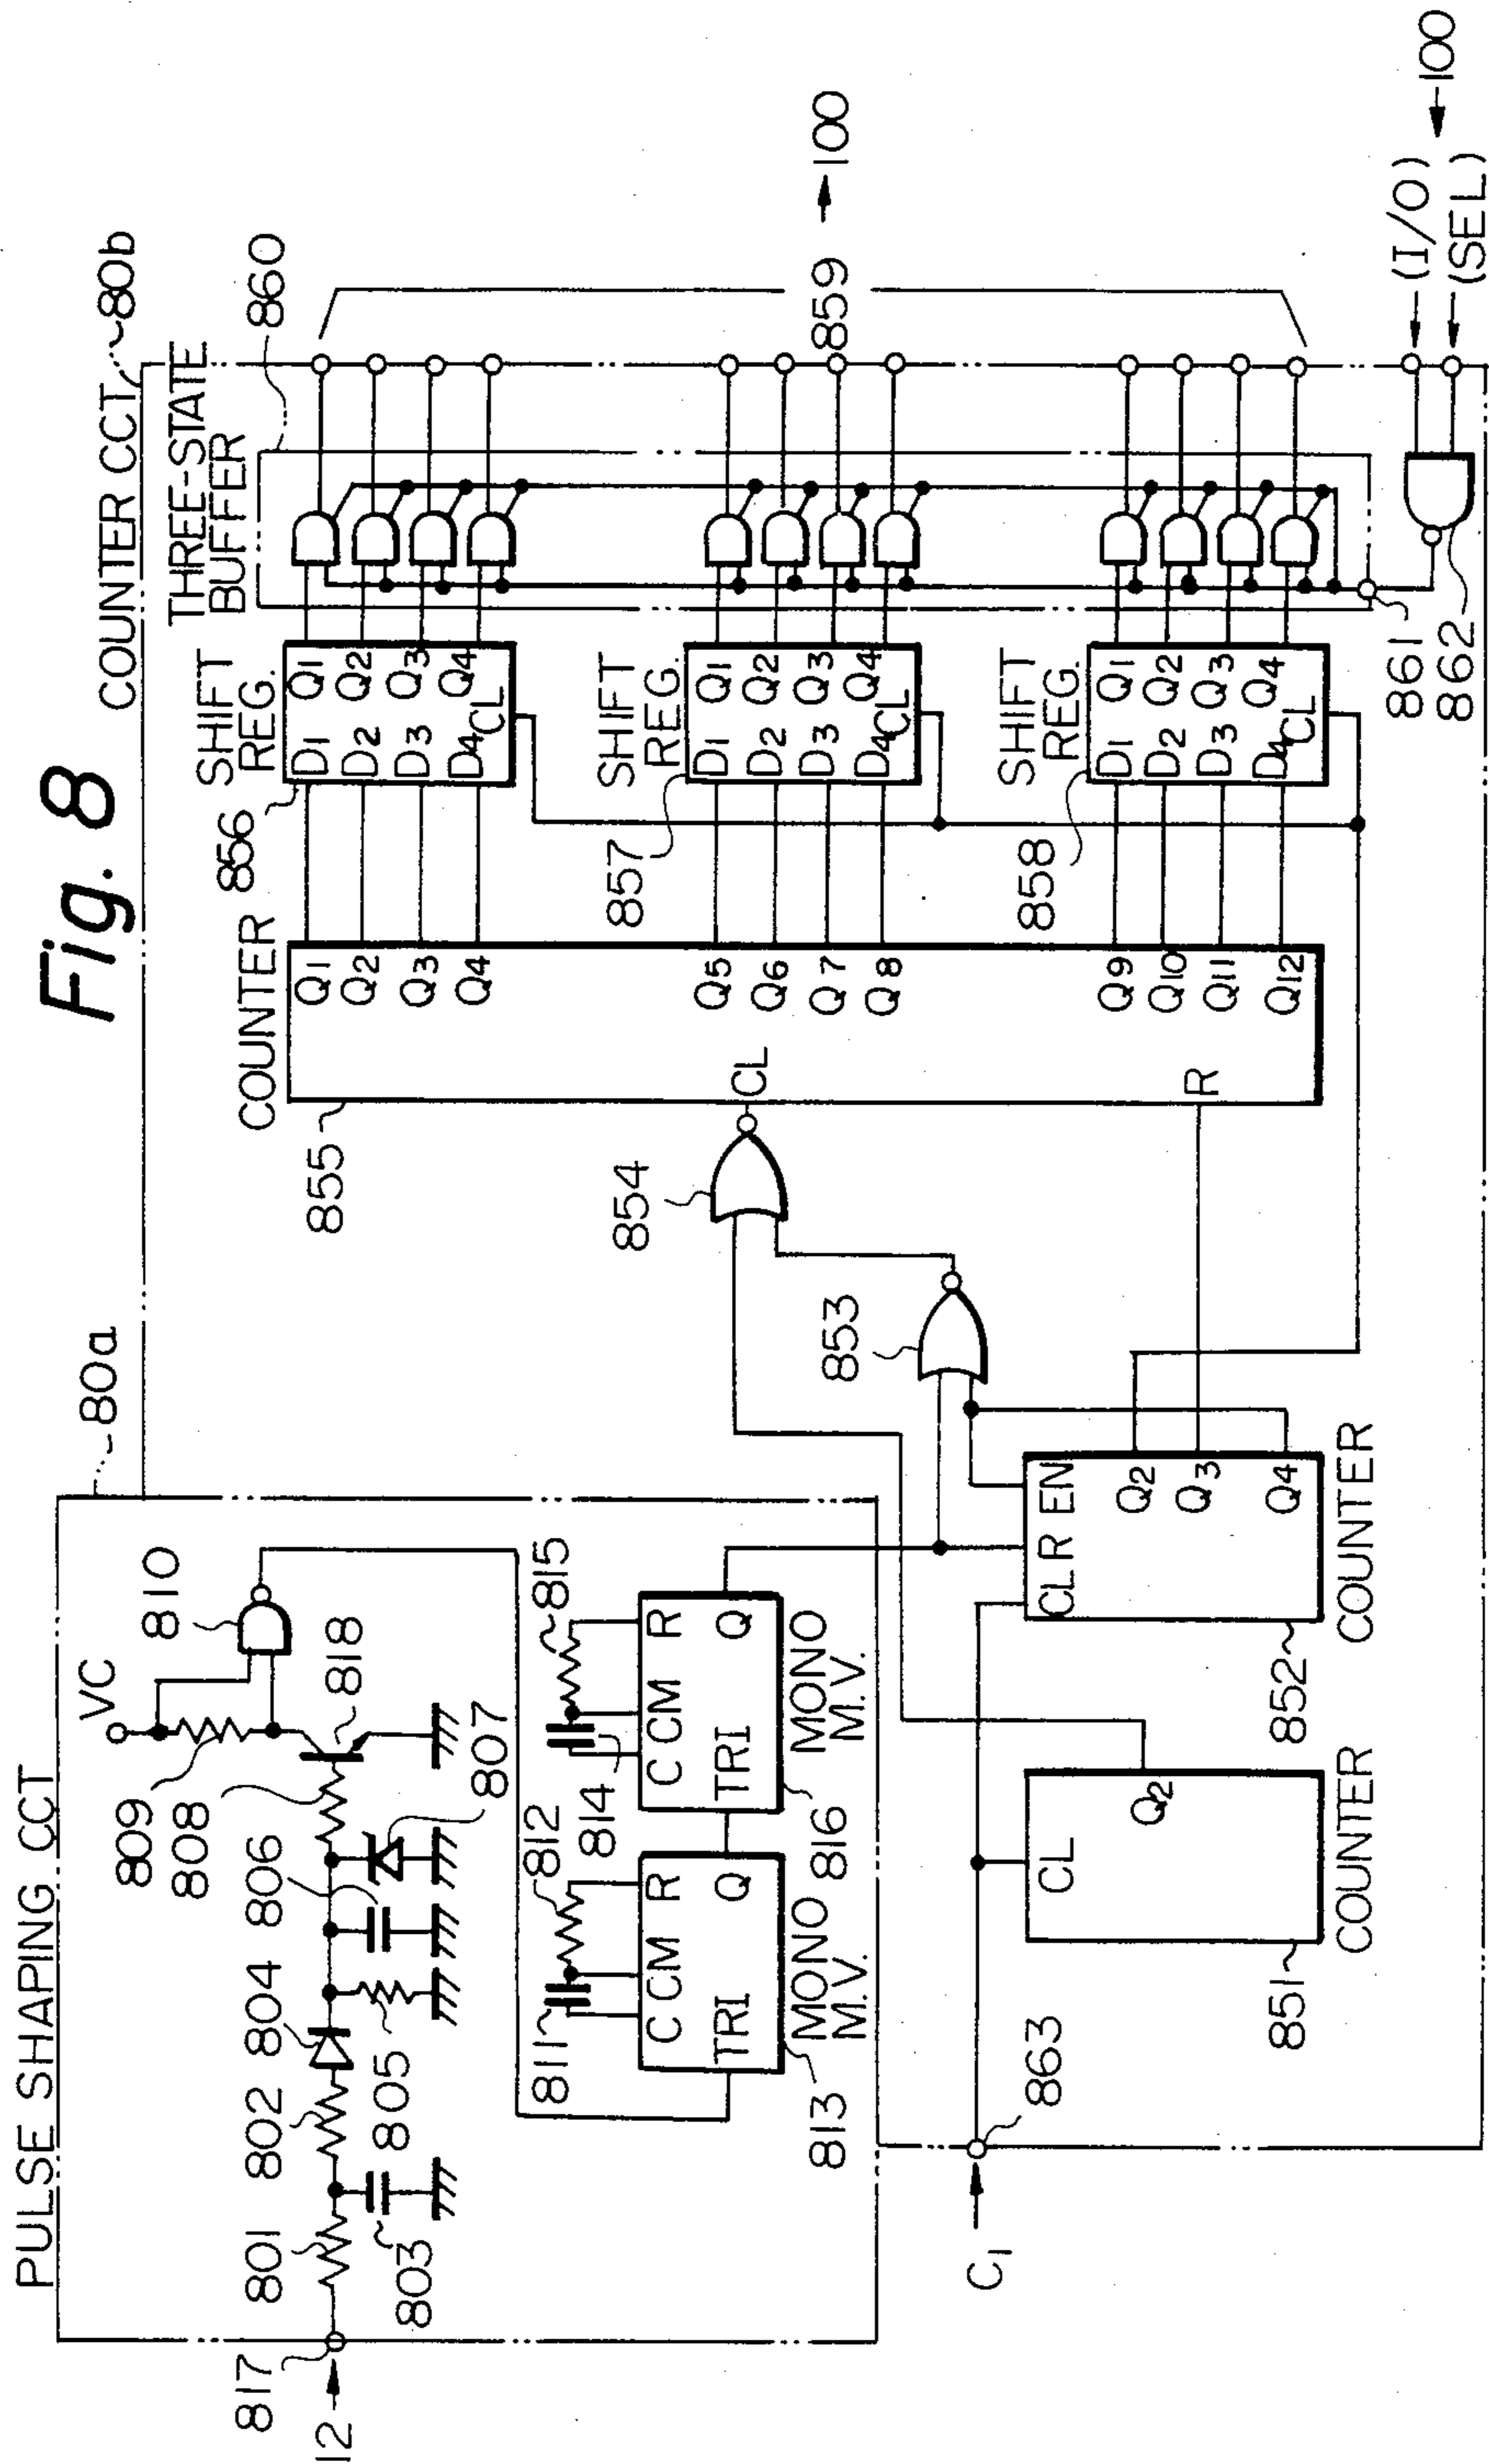 Fig. 8
PULSE SHAPING CCT
80a
COUNTER CCT
80b
THREE-STATE
BUFFER
860
VC
810
818
809
808
807
806
804
805
802
801
803
817
12
811
812
C CM R
TRI Q
MONO
M.V.
813
814
815
C CM R
TRI Q
MONO
M.V.
816
C1
863
CL
Q2
851
COUNTER
CLR EN
Q2
Q3
Q4
852
COUNTER
853
854
COUNTER
855
CL
R
Q1
Q2
Q3
Q4
Q5
Q6
Q7
Q8
Q9
Q10
Q11
Q12
SHIFT
REG.
856
D1 Q1
D2 Q2
D3 Q3
D4 Q4
CL
SHIFT
REG.
857
D1 Q1
D2 Q2
D3 Q3
D4 Q4
CL
SHIFT
REG.
858
D1 Q1
D2 Q2
D3 Q3
D4 Q4
CL
859
100
861
862
(I/O)
(SEL)
100